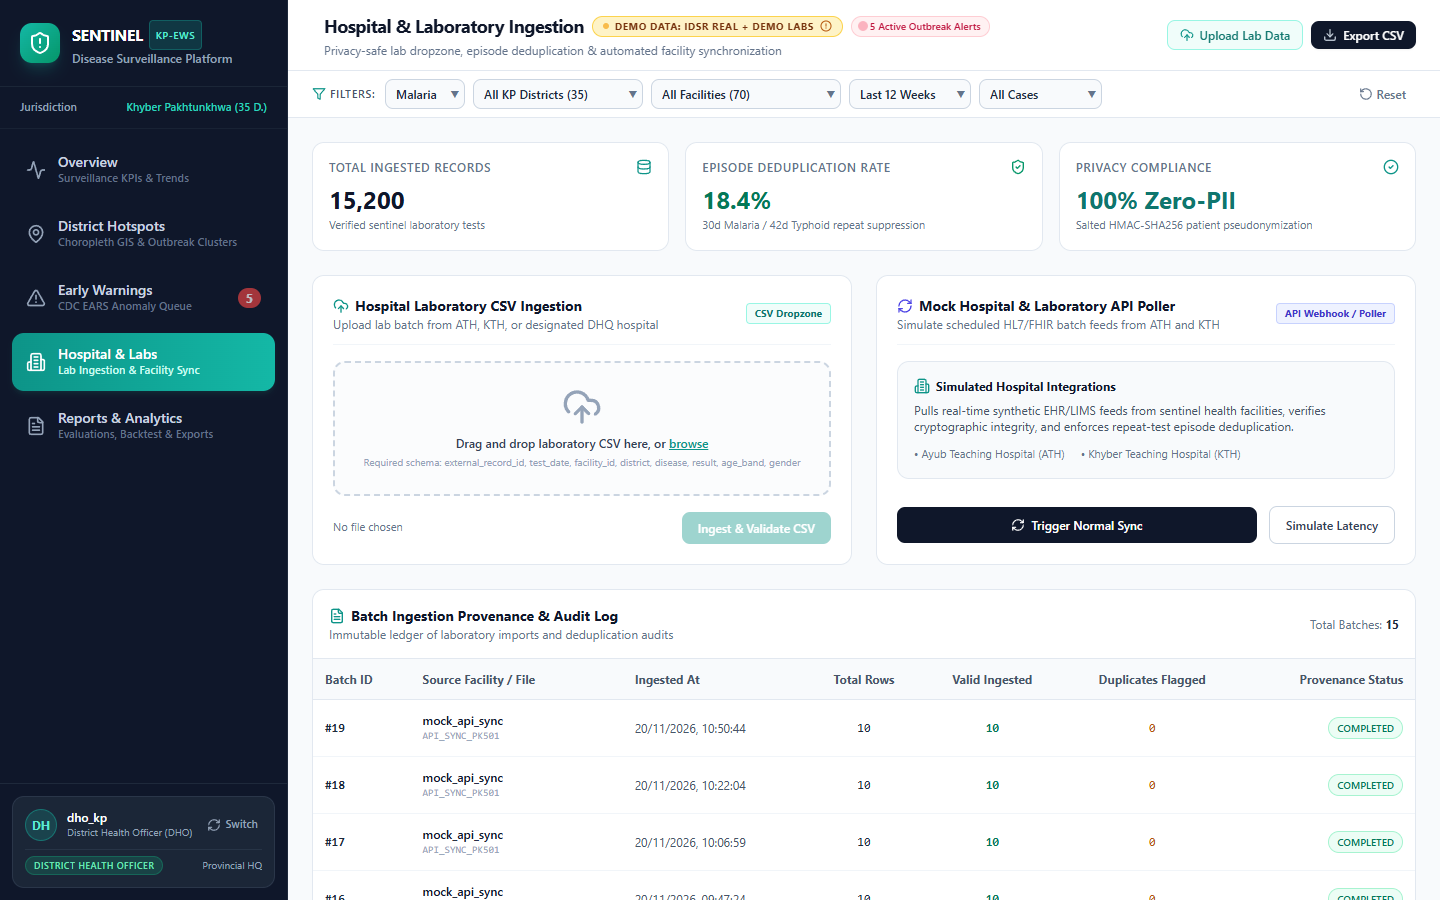 SENTINEL KP-EWS
Disease Surveillance Platform
Jurisdiction Khyber Pakhtunkhwa (35 D.)
Overview
Surveillance KPIs & Trends
District Hotspots
Choropleth GIS & Outbreak Clusters
Early Warnings
CDC EARS Anomaly Queue
5
Hospital & Labs
Lab Ingestion & Facility Sync
Reports & Analytics
Evaluations, Backtest & Exports
DH
dho_kp
District Health Officer (DHO)
Switch
DISTRICT HEALTH OFFICER Provincial HQ
Hospital & Laboratory Ingestion
DEMO DATA: IDSR REAL + DEMO LABS
5 Active Outbreak Alerts
Privacy-safe lab dropzone, episode deduplication & automated facility synchronization
Upload Lab Data
Export CSV
FILTERS: Malaria All KP Districts (35) All Facilities (70) Last 12 Weeks All Cases Reset
TOTAL INGESTED RECORDS
15,200
Verified sentinel laboratory tests
EPISODE DEDUPLICATION RATE
18.4%
30d Malaria / 42d Typhoid repeat suppression
PRIVACY COMPLIANCE
100% Zero-PII
Salted HMAC-SHA256 patient pseudonymization
Hospital Laboratory CSV Ingestion
Upload lab batch from ATH, KTH, or designated DHQ hospital
CSV Dropzone
Drag and drop laboratory CSV here, or browse
Required schema: external_record_id, test_date, facility_id, district, disease, result, age_band, gender
No file chosen
Ingest & Validate CSV
Mock Hospital & Laboratory API Poller
Simulate scheduled HL7/FHIR batch feeds from ATH and KTH
API Webhook / Poller
Simulated Hospital Integrations
Pulls real-time synthetic EHR/LIMS feeds from sentinel health facilities, verifies
cryptographic integrity, and enforces repeat-test episode deduplication.
• Ayub Teaching Hospital (ATH) • Khyber Teaching Hospital (KTH)
Trigger Normal Sync
Simulate Latency
Batch Ingestion Provenance & Audit Log
Immutable ledger of laboratory imports and deduplication audits
Total Batches: 15
Batch ID Source Facility / File Ingested At Total Rows Valid Ingested Duplicates Flagged Provenance Status
#19 mock_api_sync 20/11/2026, 10:50:44 10 10 0 COMPLETED
API_SYNC_PK501
#18 mock_api_sync 20/11/2026, 10:22:04 10 10 0 COMPLETED
API_SYNC_PK501
#17 mock_api_sync 20/11/2026, 10:06:59 10 10 0 COMPLETED
API_SYNC_PK501
#16 mock_api_sync 20/11/2026, 09:47:24 10 10 0 COMPLETED